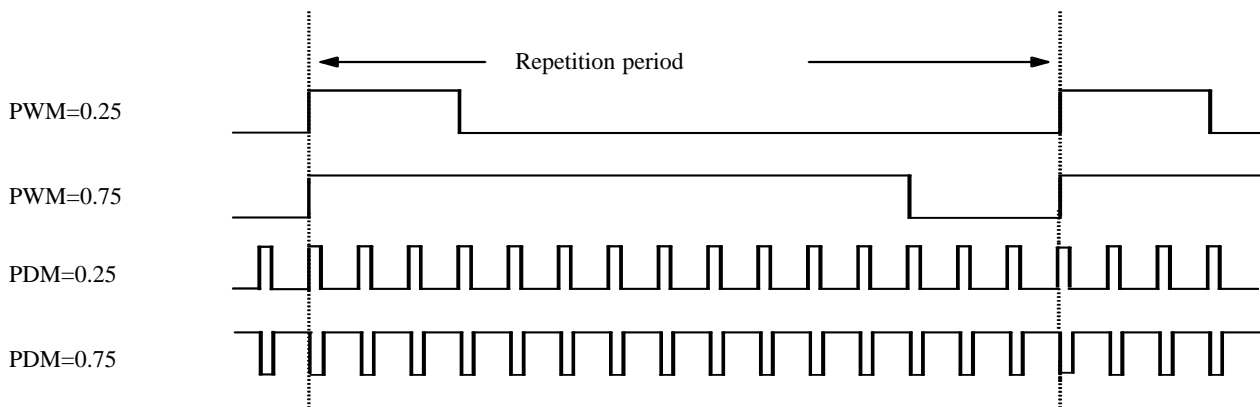 Repetition period
PWM=0.25
PWM=0.75
PDM=0.25
PDM=0.75